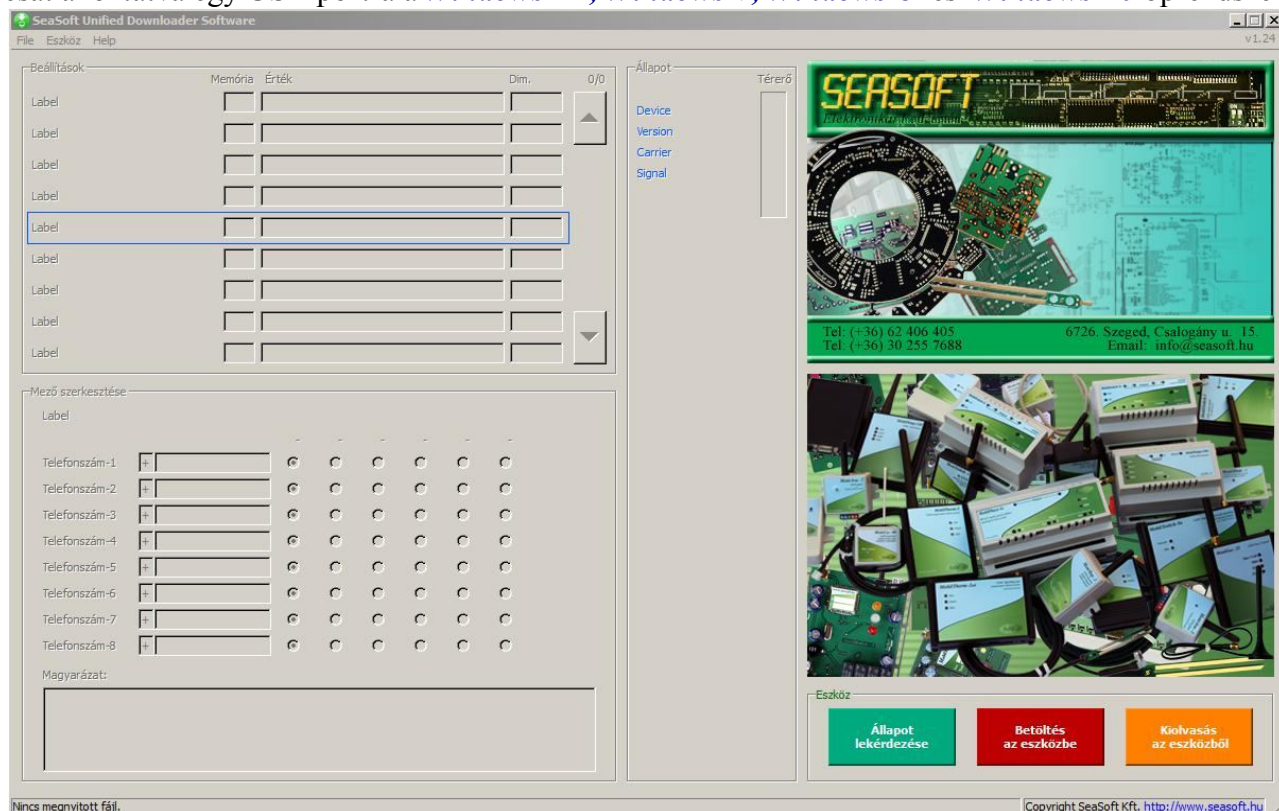 SeaSoft Unified Downloader Software
File Eszköz Help
v1.24
Beállítások
Memória Érték Dim. 0/0
Label
Label
Label
Label
Label
Label
Label
Label
Label
Mező szerkesztése
Label
Telefonszám-1 +
Telefonszám-2 +
Telefonszám-3 +
Telefonszám-4 +
Telefonszám-5 +
Telefonszám-6 +
Telefonszám-7 +
Telefonszám-8 +
Magyarázat:
Állapot
Térerő
Device
Version
Carrier
Signal
SEASOFT
Tel: (+36) 62 406 405 6726. Szeged, Csalogány u. 15.
Tel: (+36) 30 255 7688 Email: info@seasoft.hu
Eszköz
Állapot
lekérdezése
Betöltés
az eszközbe
Kiolvasás
az eszközből
Nincs megnyitott fájl.
Copyright SeaSoft Kft. http://www.seasoft.hu